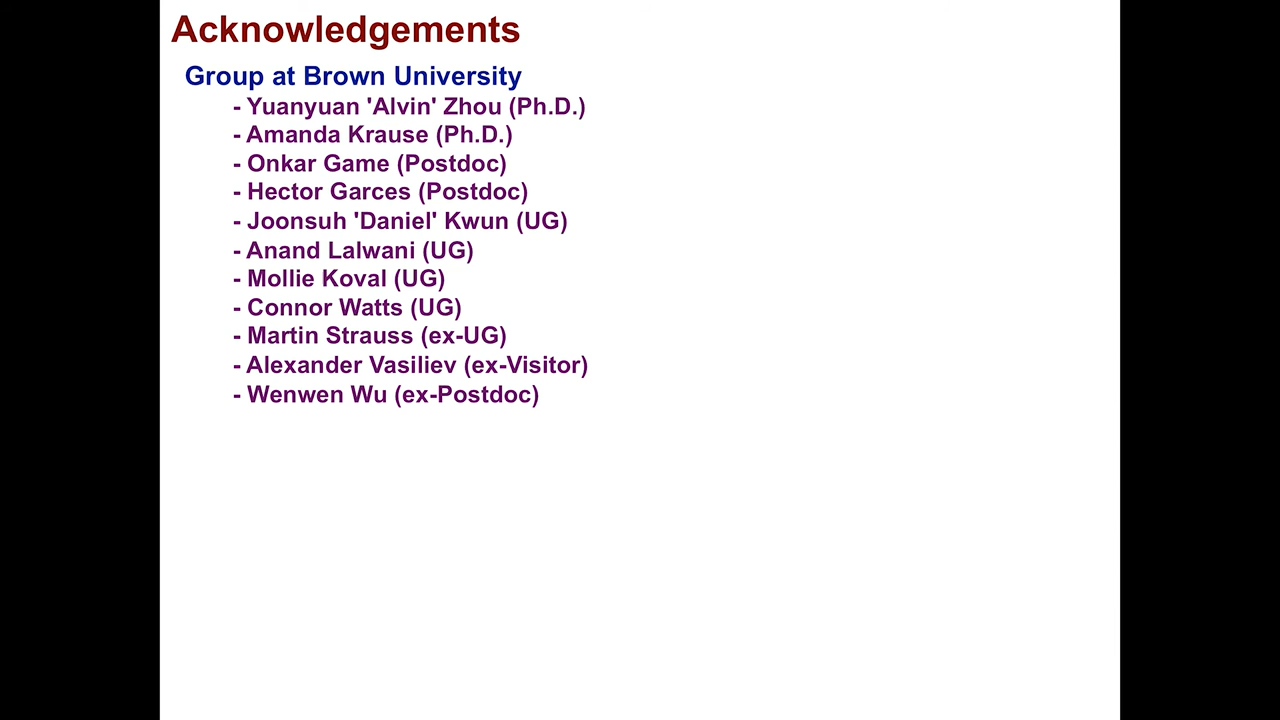 Acknowledgements
Group at Brown University
- Yuanyuan 'Alvin' Zhou (Ph.D.)
- Amanda Krause (Ph.D.)
- Onkar Game (Postdoc)
- Hector Garces (Postdoc)
- Joonsuh 'Daniel' Kwun (UG)
- Anand Lalwani (UG)
- Mollie Koval (UG)
- Connor Watts (UG)
- Martin Strauss (ex-UG)
- Alexander Vasiliev (ex-Visitor)
- Wenwen Wu (ex-Postdoc)